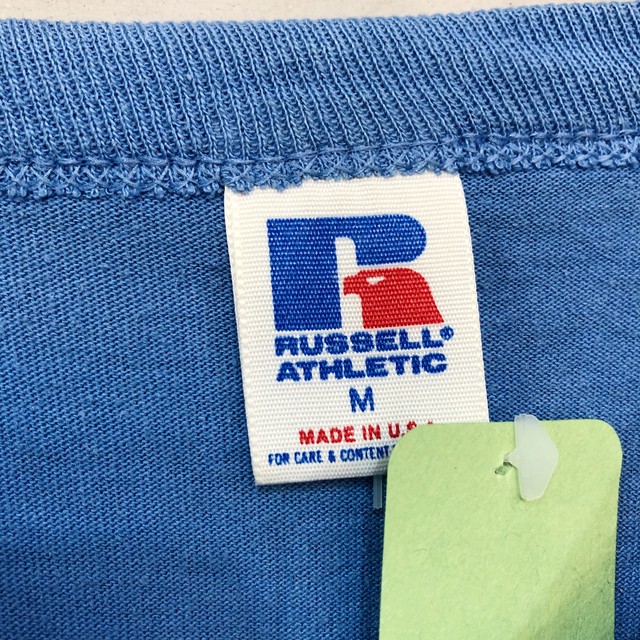 R
RUSSELL®
ATHLETIC
M
MADE IN U.S.A.
FOR CARE & CONTENT